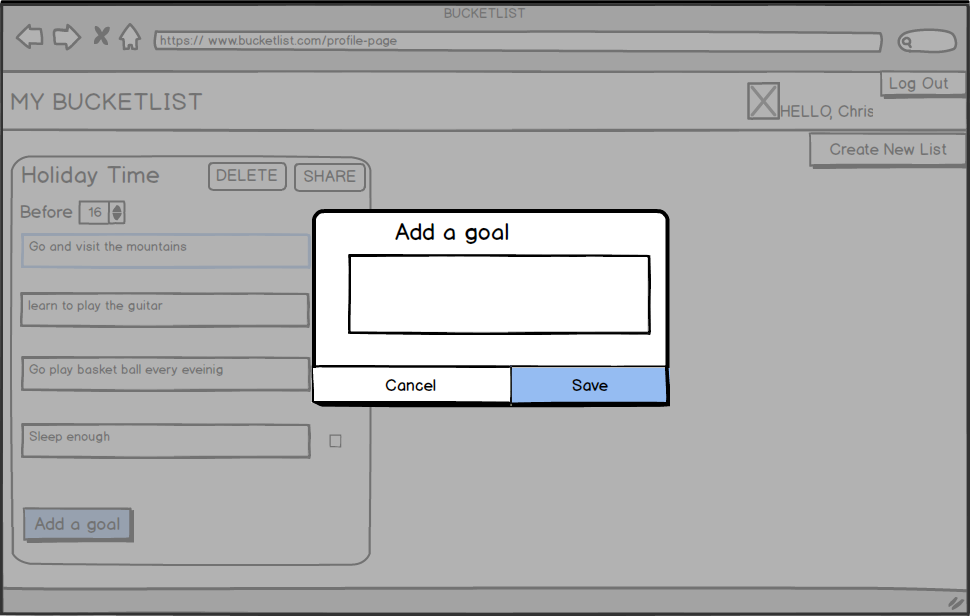 BUCKETLIST
https:// www.bucketlist.com/profile-page
Log Out
MY BUCKETLIST
HELLO, Chris
Create New List
Holiday Time
DELETE
SHARE
Before 16
Go and visit the mountains
learn to play the guitar
Go play basket ball every eveinig
Sleep enough
Add a goal
Add a goal
Cancel
Save